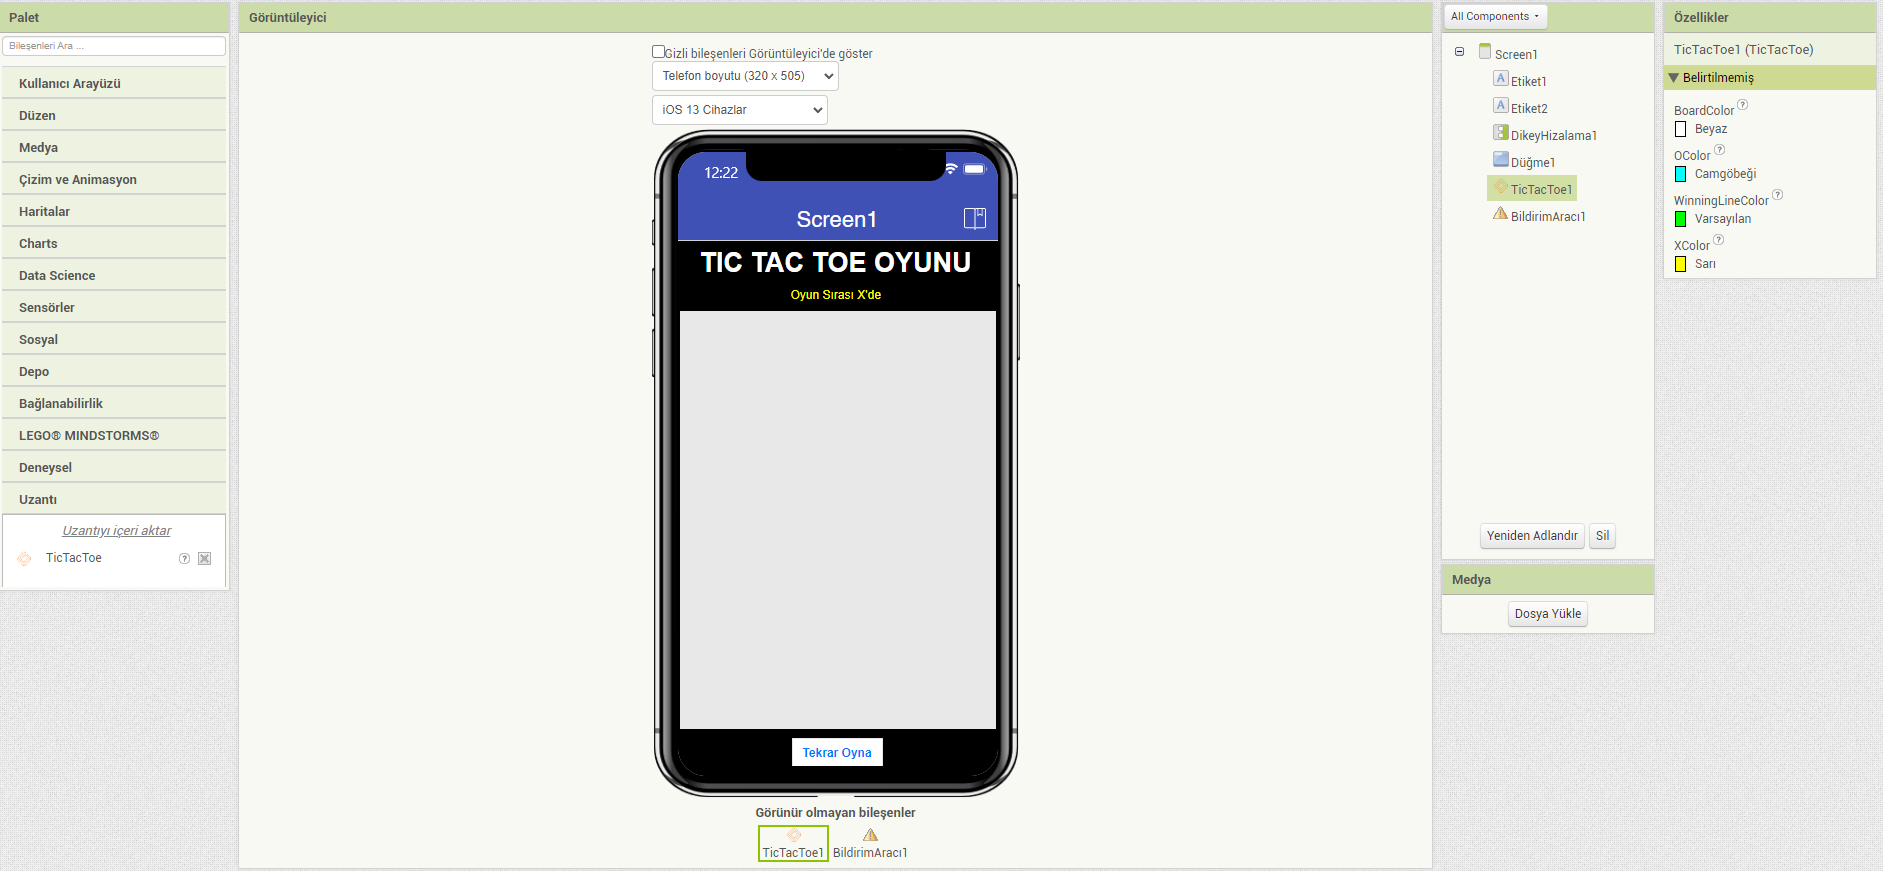 Palet
Bileşenleri Ara ...
Kullanıcı Arayüzü
Düzen
Medya
Çizim ve Animasyon
Haritalar
Charts
Data Science
Sensörler
Sosyal
Depo
Bağlanabilirlik
LEGO® MINDSTORMS®
Deneysel
Uzantı
Uzantıyı içeri aktar
TicTacToe
Görüntüleyici
Gizli bileşenleri Görüntüleyici'de göster
Telefon boyutu (320 x 505)
iOS 13 Cihazlar
12:22
Screen1
TIC TAC TOE OYUNU
Oyun Sırası X'de
Tekrar Oyna
Görünür olmayan bileşenler
TicTacToe1
BildirimAracı1
All Components
Screen1
Etiket1
Etiket2
DikeyHizalama1
Düğme1
TicTacToe1
BildirimAracı1
Yeniden Adlandır
Sil
Medya
Dosya Yükle
Özellikler
TicTacToe1 (TicTacToe)
Belirtilmemiş
BoardColor
Beyaz
OColor
Camgöbeği
WinningLineColor
Varsayılan
XColor
Sarı